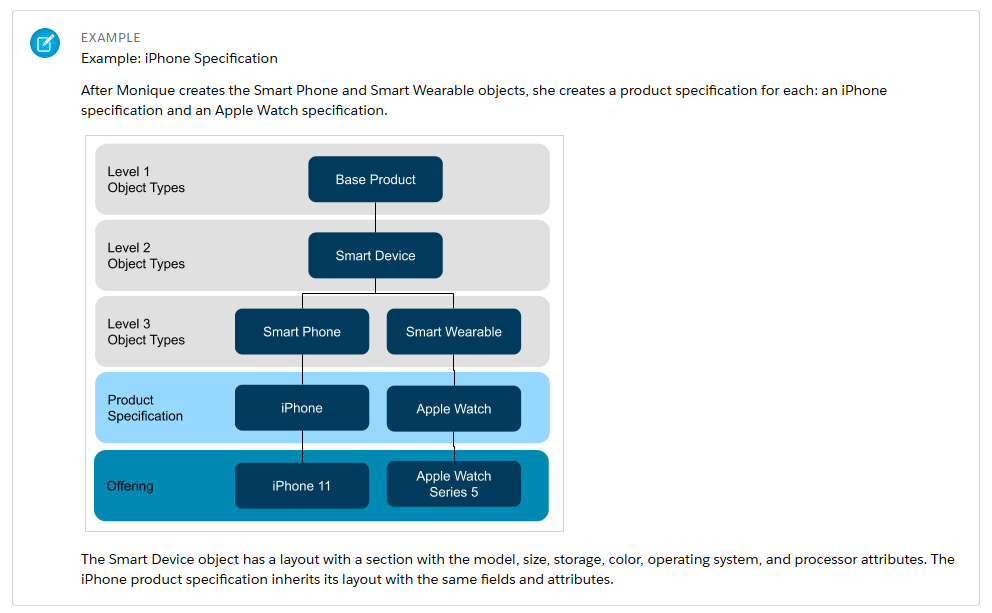 EXAMPLE
Example: iPhone Specification
After Monique creates the Smart Phone and Smart Wearable objects, she creates a product specification for each: an iPhone
specification and an Apple Watch specification.
Level 1
Object Types
Base Product
Level 2
Object Types
Smart Device
Level 3
Object Types
Smart Phone
Smart Wearable
Product
Specification
iPhone
Apple Watch
Offering
iPhone 11
Apple Watch
Series 5
The Smart Device object has a layout with a section with the model, size, storage, color, operating system, and processor attributes. The
iPhone product specification inherits its layout with the same fields and attributes.